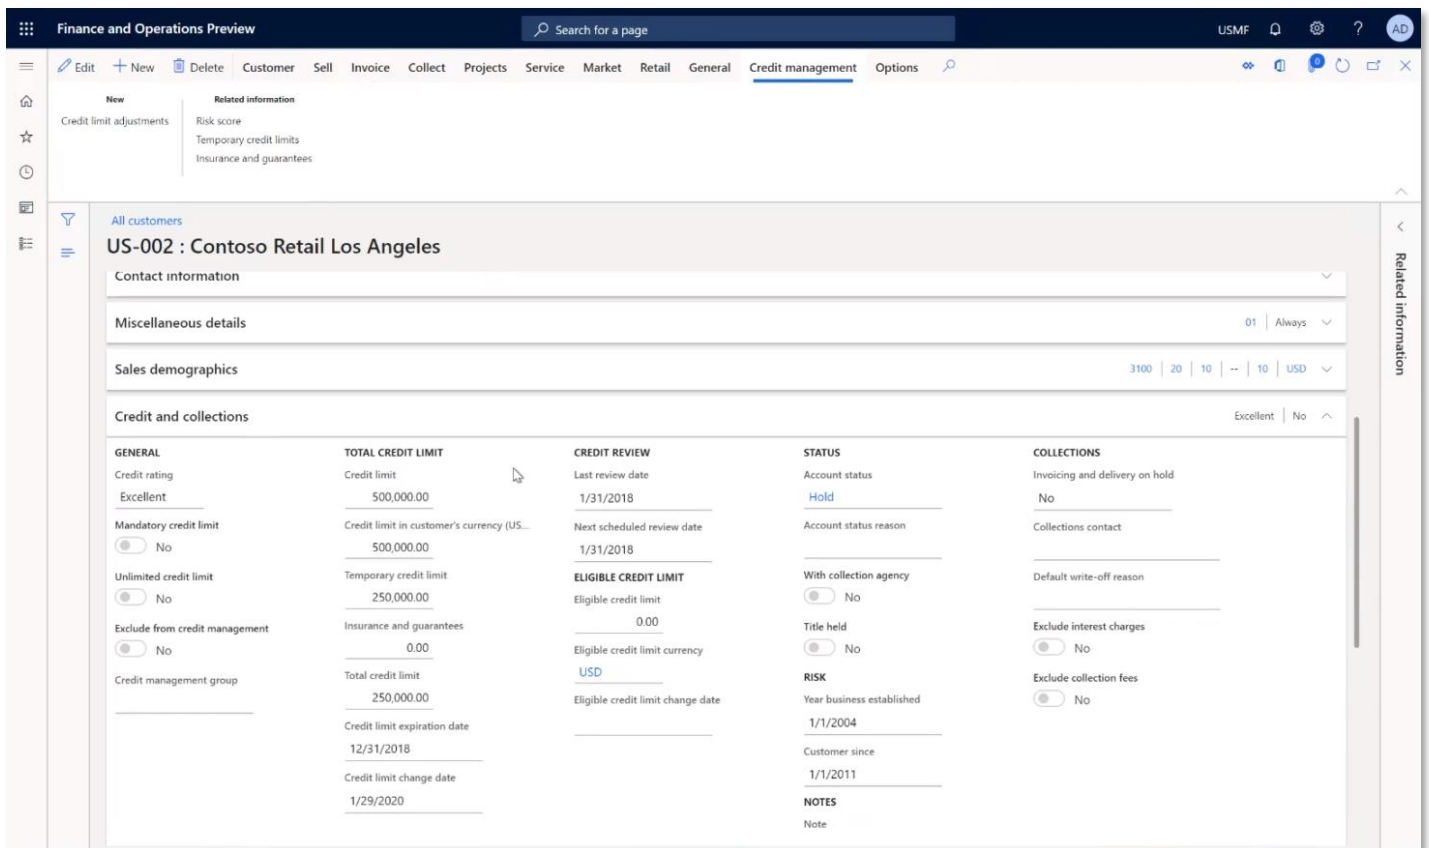 Finance and Operations Preview
Search for a page
USMF
?
AD
Edit
New
Delete
Customer
Sell
Invoice
Collect
Projects
Service
Market
Retail
General
Credit management
Options
0
New
Credit limit adjustments
Related information
Risk score
Temporary credit limits
Insurance and guarantees
All customers
US-002 : Contoso Retail Los Angeles
Contact information
Miscellaneous details
01 | Always
Sales demographics
3100 | 20 | 10 | -- | 10 | USD
Credit and collections
Excellent | No
GENERAL
Credit rating
Excellent
Mandatory credit limit
No
Unlimited credit limit
No
Exclude from credit management
No
Credit management group
TOTAL CREDIT LIMIT
Credit limit
500,000.00
Credit limit in customer's currency (US...
500,000.00
Temporary credit limit
250,000.00
Insurance and guarantees
0.00
Total credit limit
250,000.00
Credit limit expiration date
12/31/2018
Credit limit change date
1/29/2020
CREDIT REVIEW
Last review date
1/31/2018
Next scheduled review date
1/31/2018
ELIGIBLE CREDIT LIMIT
Eligible credit limit
0.00
Eligible credit limit currency
USD
Eligible credit limit change date
STATUS
Account status
Hold
Account status reason
With collection agency
No
Title held
No
RISK
Year business established
1/1/2004
Customer since
1/1/2011
NOTES
Note
COLLECTIONS
Invoicing and delivery on hold
No
Collections contact
Default write-off reason
Exclude interest charges
No
Exclude collection fees
No
Related information